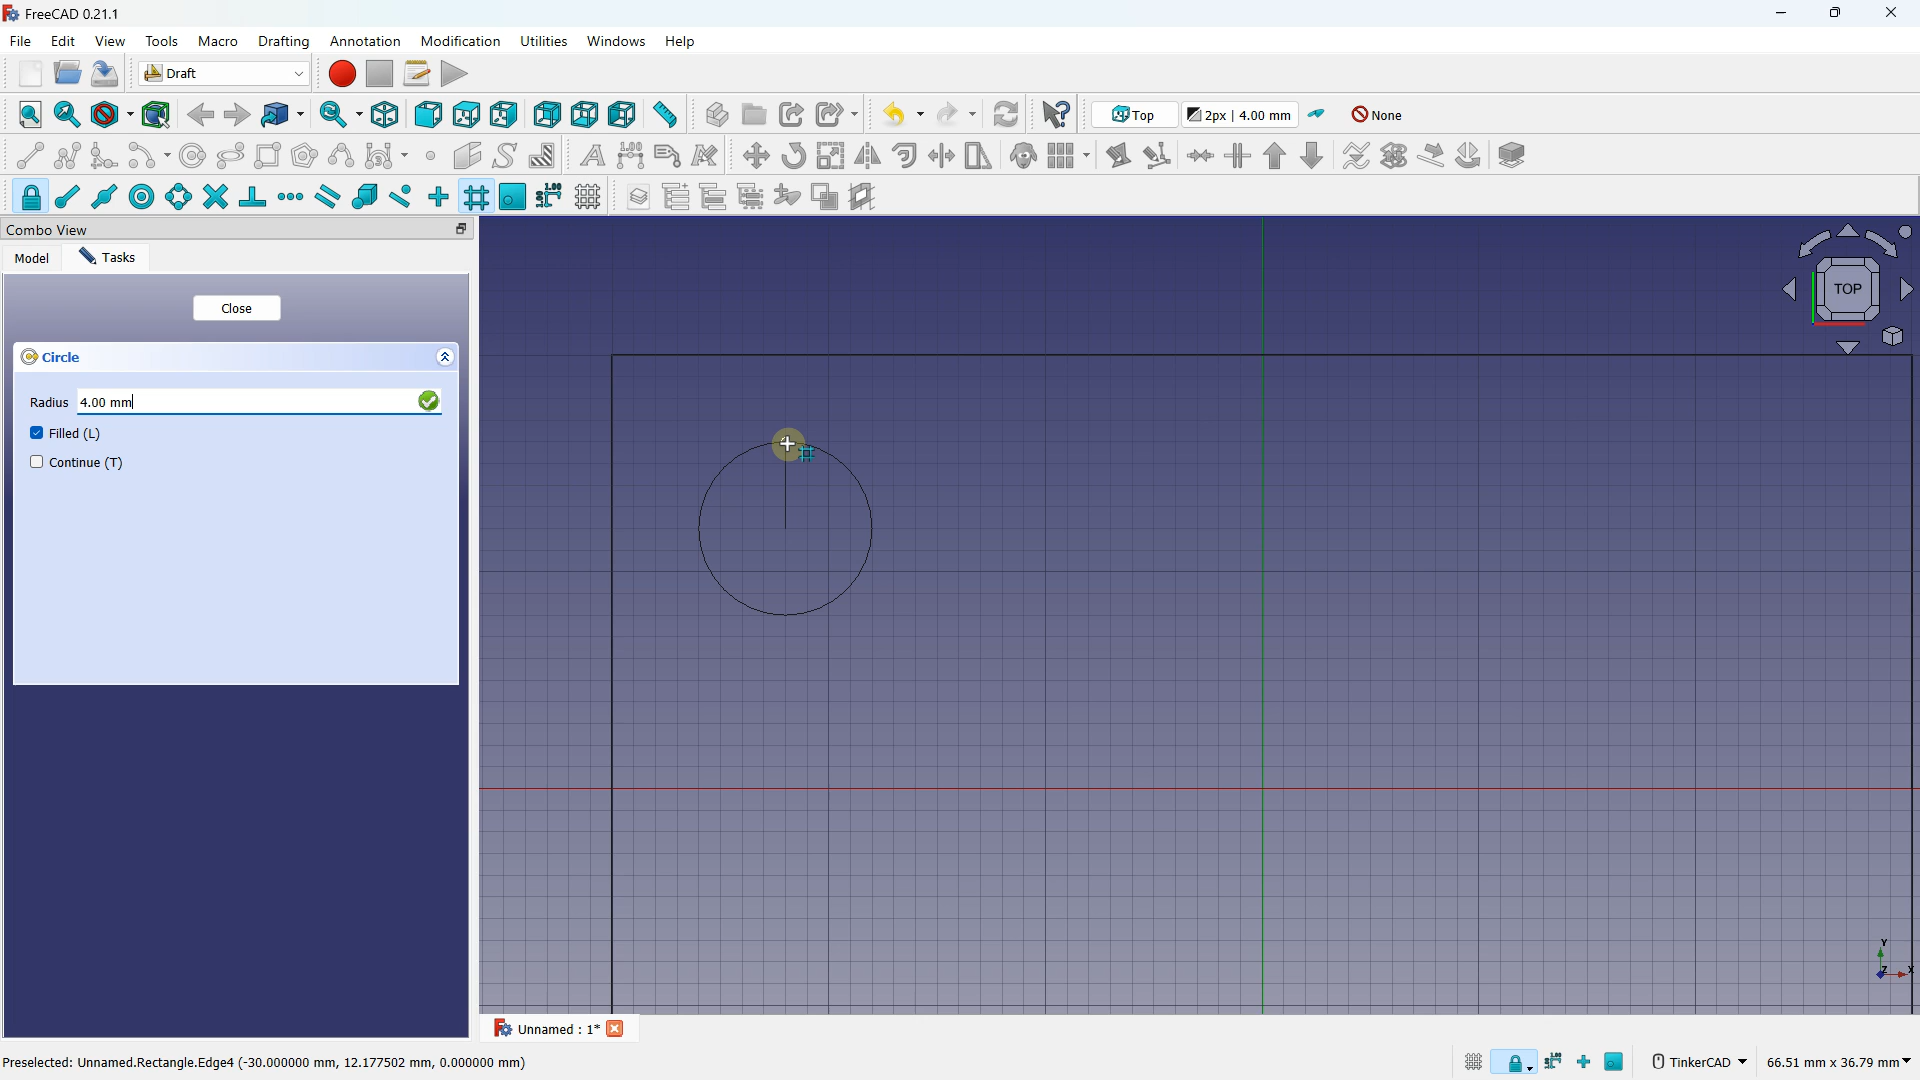 FreeCAD 0.21.1
File Edit View Tools Macro Drafting Annotation Modification Utilities Windows Help
Draft
Top 2px | 4.00 mm None
Combo View
Model Tasks
Close
Circle
Radius 4.00 mm
Filled (L)
Continue (T)
TOP
Y
Z X
Unnamed : 1*
Preselected: Unnamed.Rectangle.Edge4 (-30.000000 mm, 12.177502 mm, 0.000000 mm)
TinkerCAD 66.51 mm x 36.79 mm